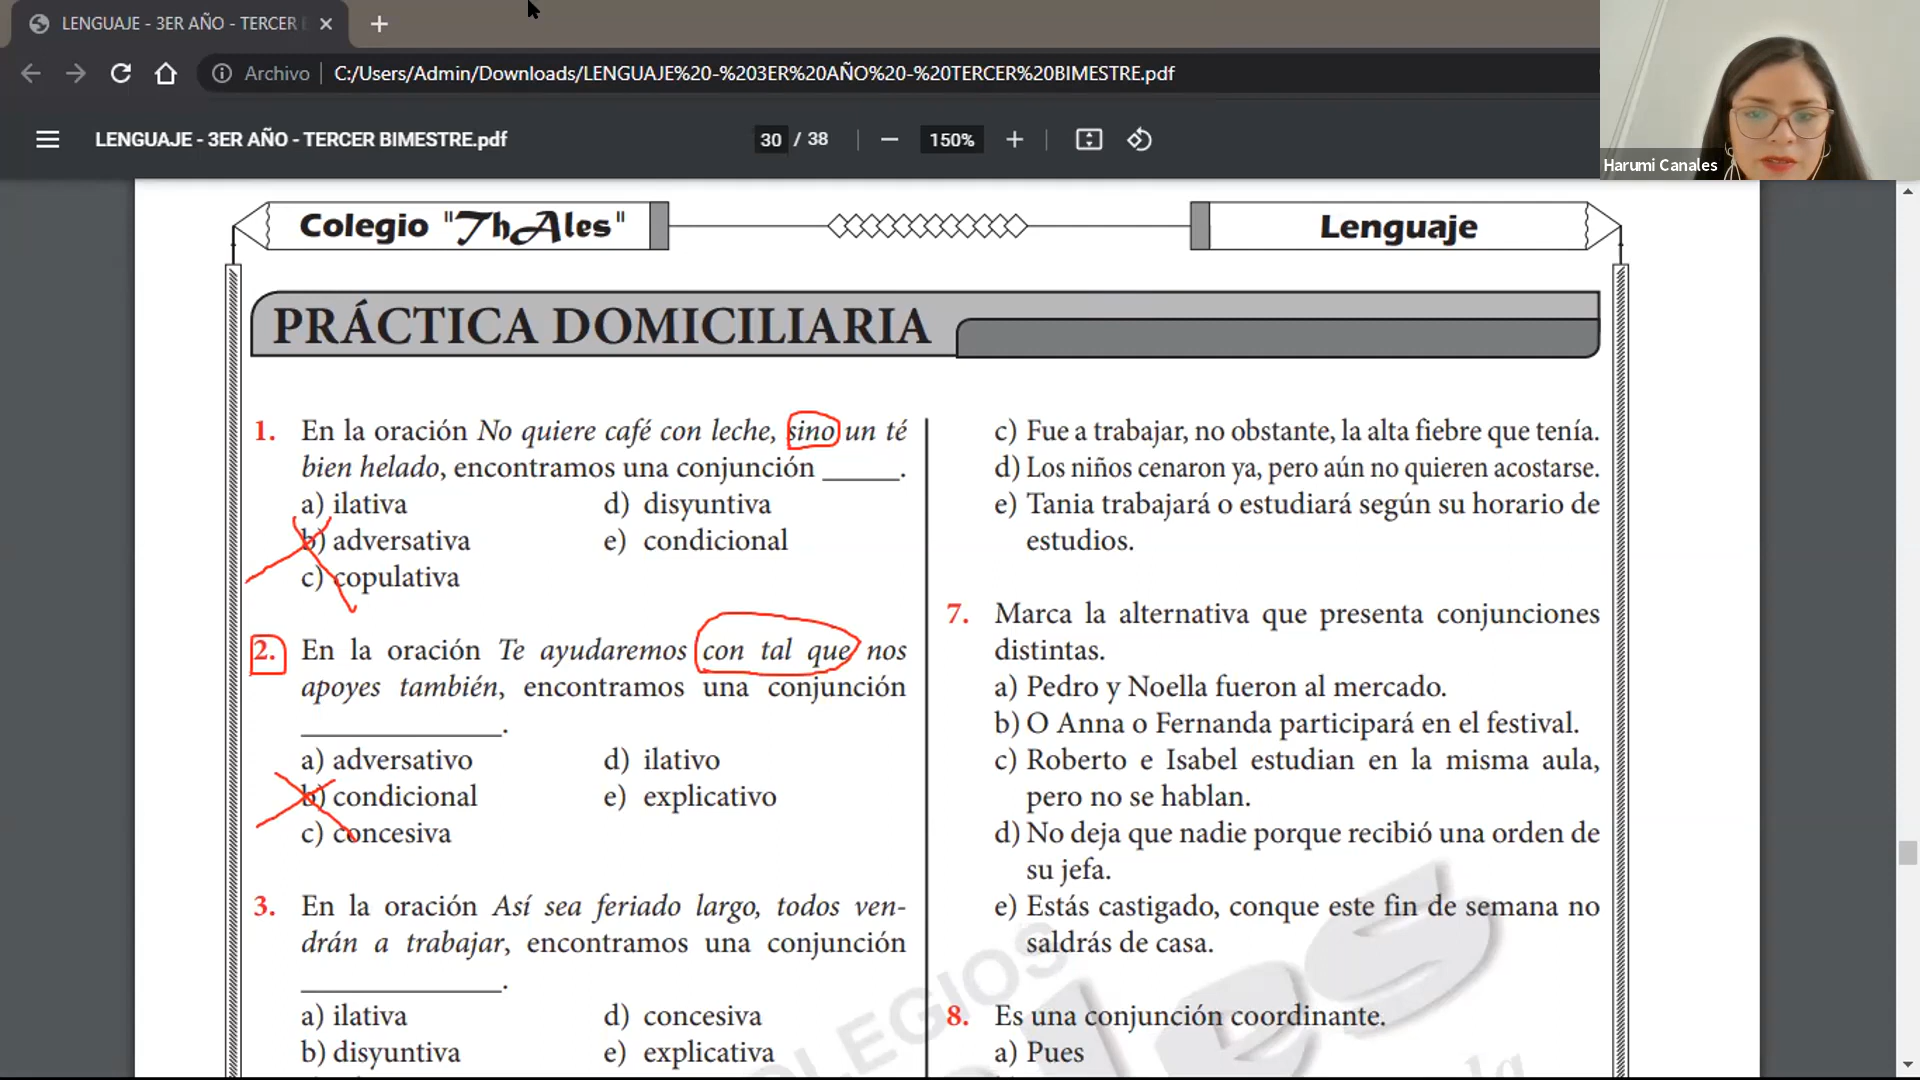 LENGUAJE - 3ER AÑO - TERCER
Archivo C:/Users/Admin/Downloads/LENGUAJE%20-%203ER%20AÑO%20-%20TERCER%20BIMESTRE.pdf
LENGUAJE - 3ER AÑO - TERCER BIMESTRE.pdf
30 / 38
150%
Harumi Canales
Colegio "ThAles"
Lenguaje
PRÁCTICA DOMICILIARIA
1. En la oración No quiere café con leche, sino un té
bien helado, encontramos una conjunción _____.
a) ilativa d) disyuntiva
b) adversativa e) condicional
c) copulativa
2. En la oración Te ayudaremos con tal que nos
apoyes también, encontramos una conjunción
_____________.
a) adversativo d) ilativo
b) condicional e) explicativo
c) concesiva
3. En la oración Así sea feriado largo, todos ven-
drán a trabajar, encontramos una conjunción
_____________.
a) ilativa d) concesiva
b) disyuntiva e) explicativa
c) Fue a trabajar, no obstante, la alta fiebre que tenía.
d) Los niños cenaron ya, pero aún no quieren acostarse.
e) Tania trabajará o estudiará según su horario de
estudios.
7. Marca la alternativa que presenta conjunciones
distintas.
a) Pedro y Noella fueron al mercado.
b) O Anna o Fernanda participará en el festival.
c) Roberto e Isabel estudian en la misma aula,
pero no se hablan.
d) No deja que nadie porque recibió una orden de
su jefa.
e) Estás castigado, conque este fin de semana no
saldrás de casa.
8. Es una conjunción coordinante.
a) Pues